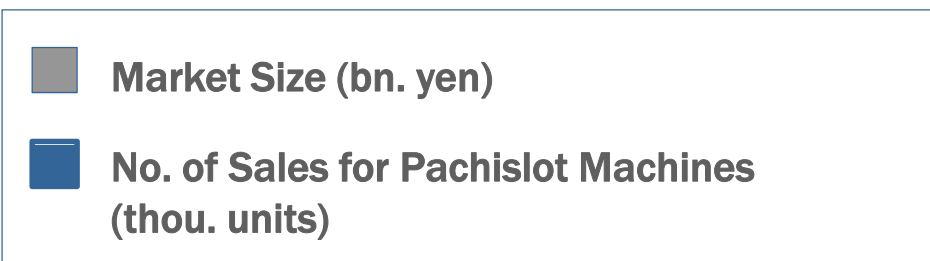 Market Size (bn. yen)
No. of Sales for Pachislot Machines
(thou. units)